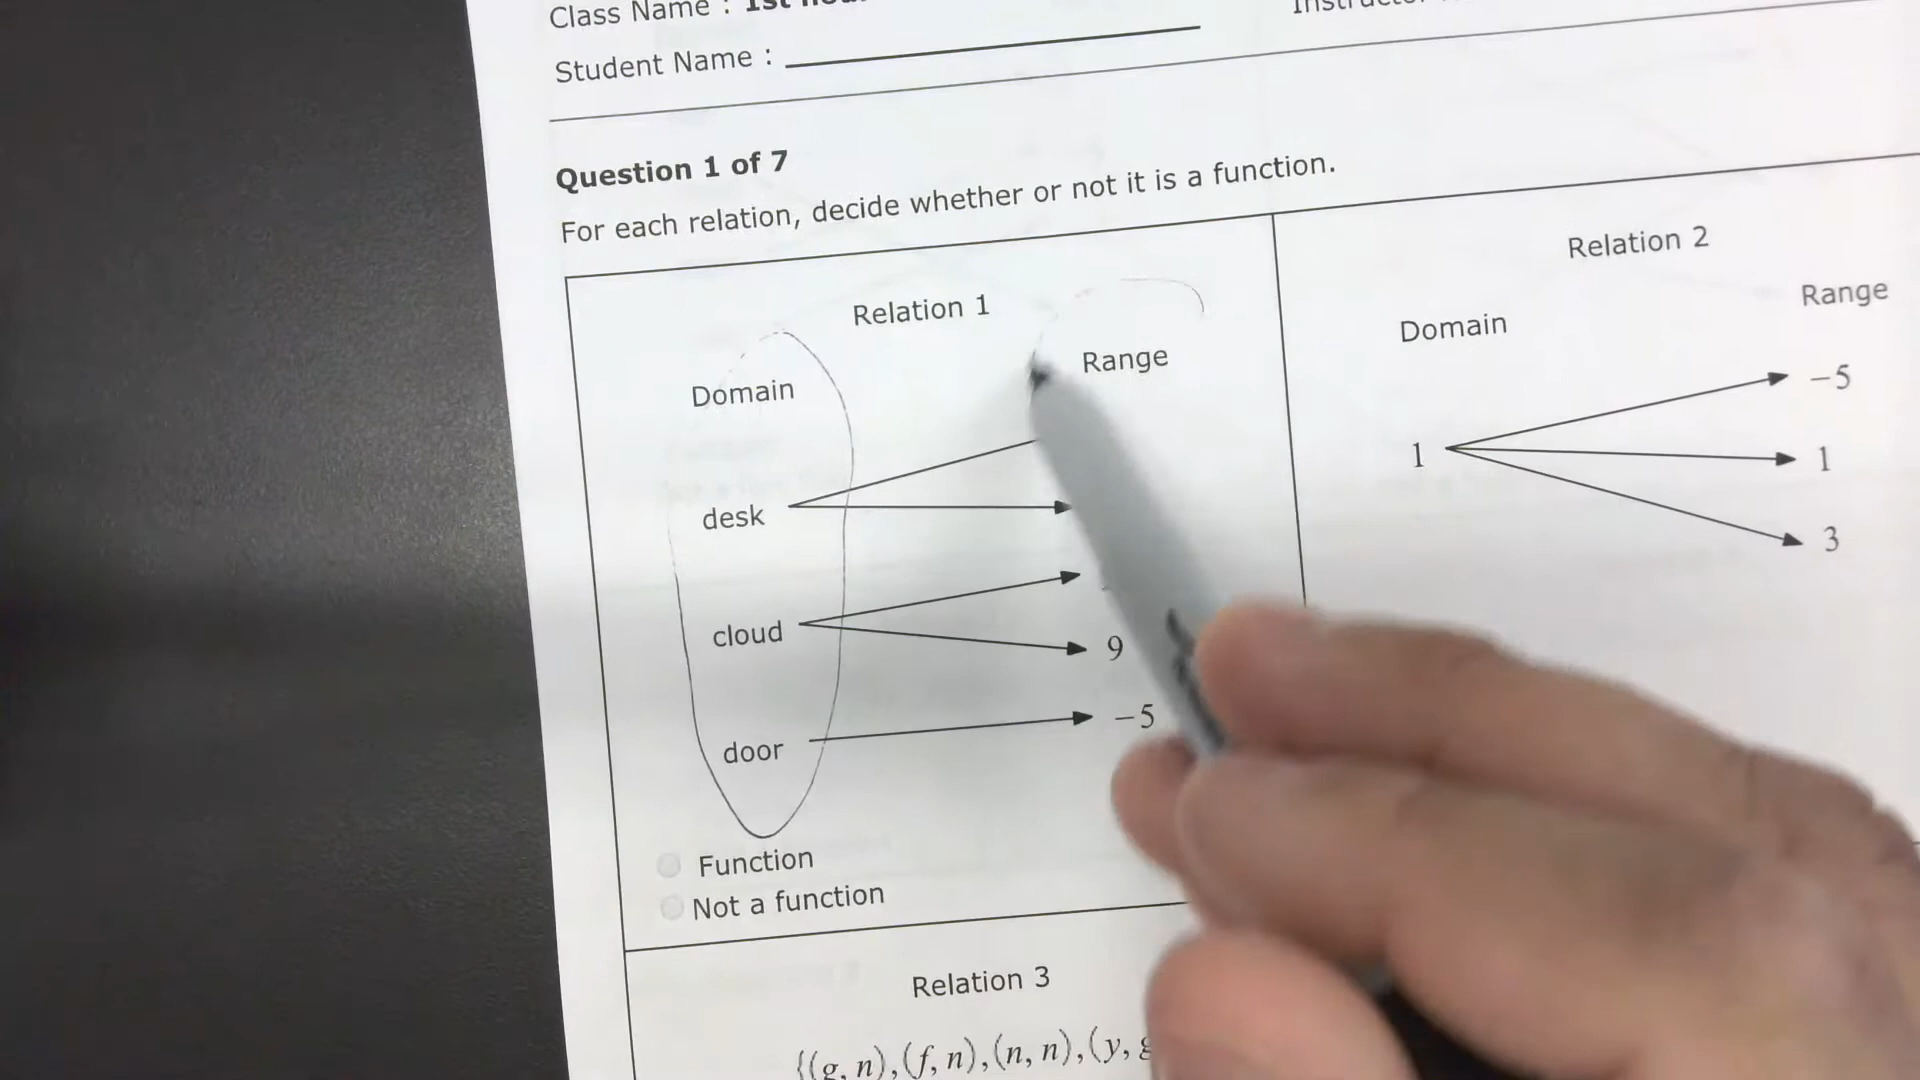 Class Name : 1st
Student Name :
Question 1 of 7
For each relation, decide whether or not it is a function.
Relation 1
Domain
Range
desk
cloud
door
9
−5
Function
Not a function
Relation 2
Domain
Range
1
−5
1
3
Relation 3
{(g, n),(f, n),(n, n),(y, g